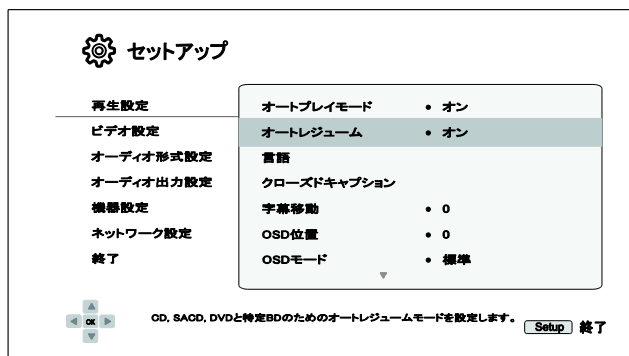 セットアップ
再生設定
ビデオ設定
オーディオ形式設定
オーディオ出力設定
機器設定
ネットワーク設定
終了
オートプレイモード • オン
オートレジューム • オン
言語
クローズドキャプション
字幕移動 • 0
OSD位置 • 0
OSDモード • 標準
OK
CD, SACD, DVDと特定BDのためのオートレジュームモードを設定します。
Setup 終了